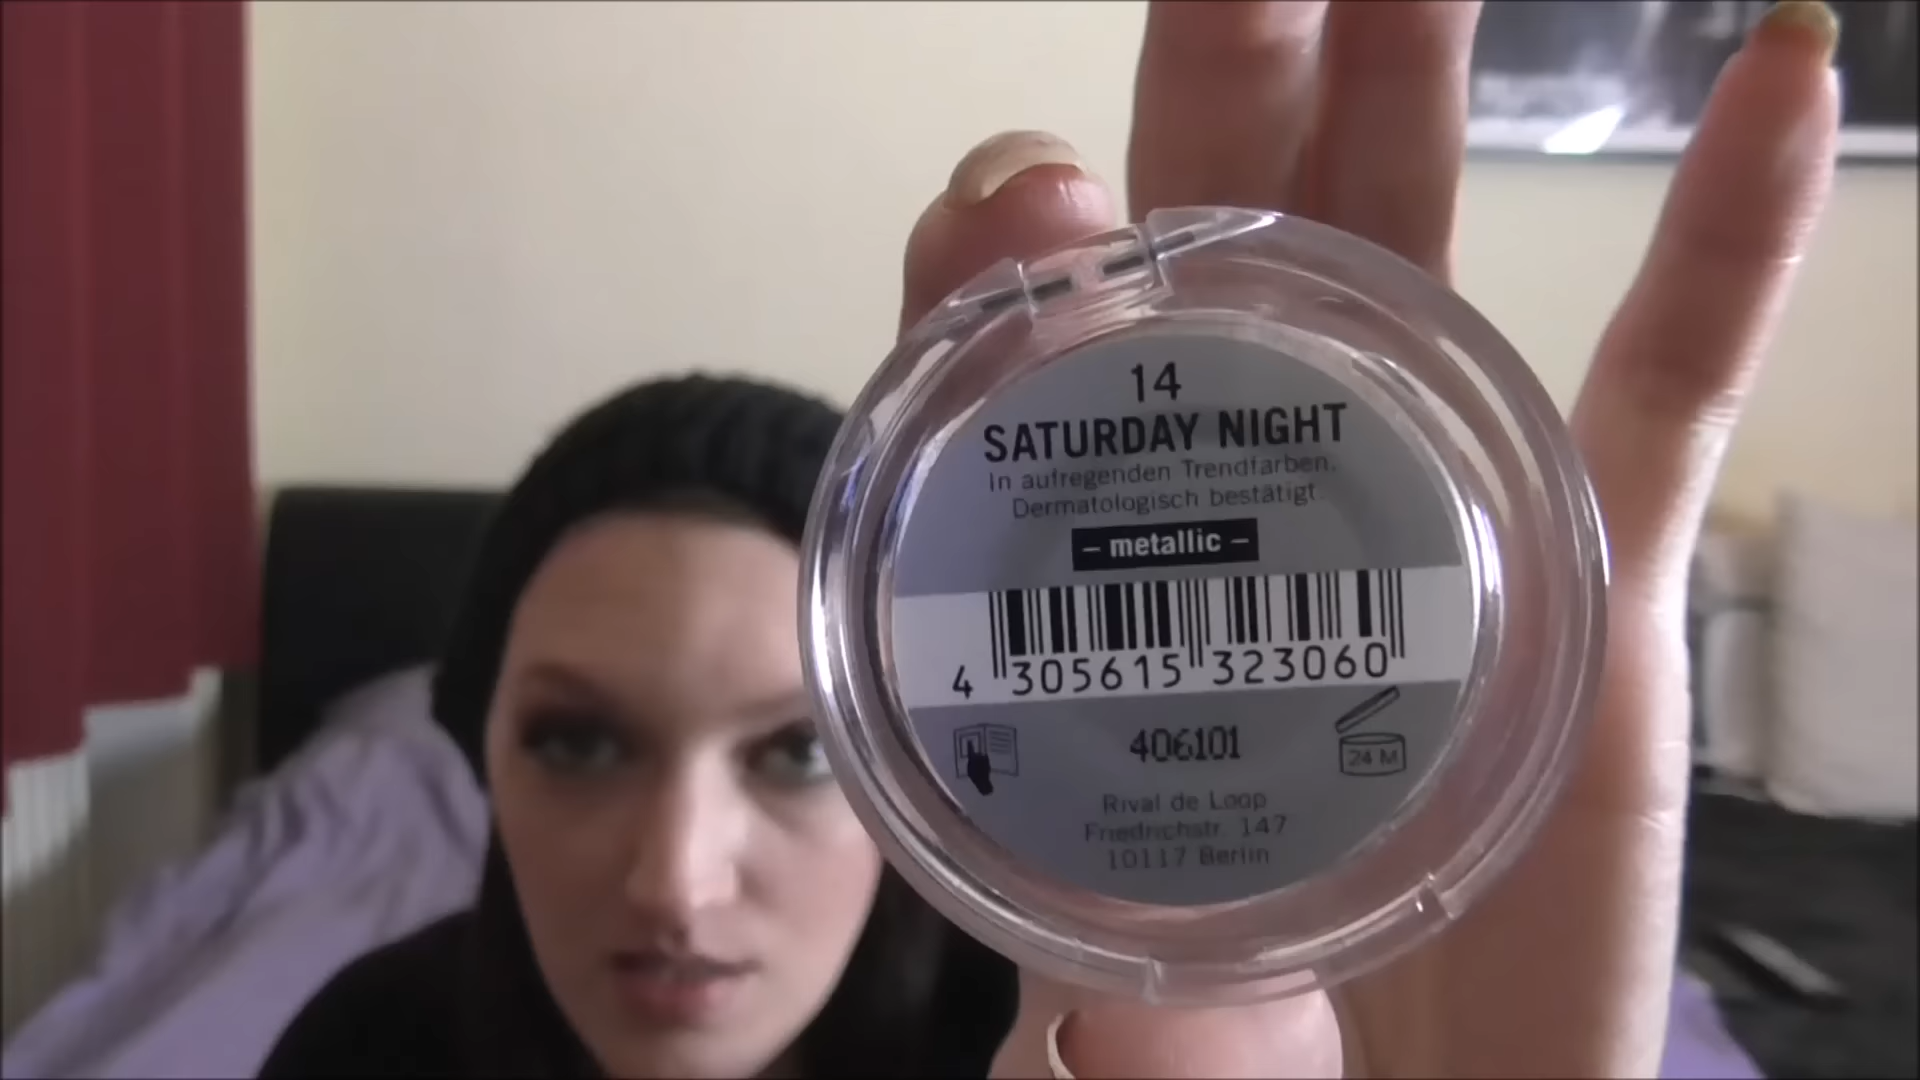 14
SATURDAY NIGHT
In aufregenden Trendfarben.
Dermatologisch bestätigt.
– metallic –
4 305615 323060
406101
24 M
Rival de Loop
Friedrichstr. 147
10117 Berlin